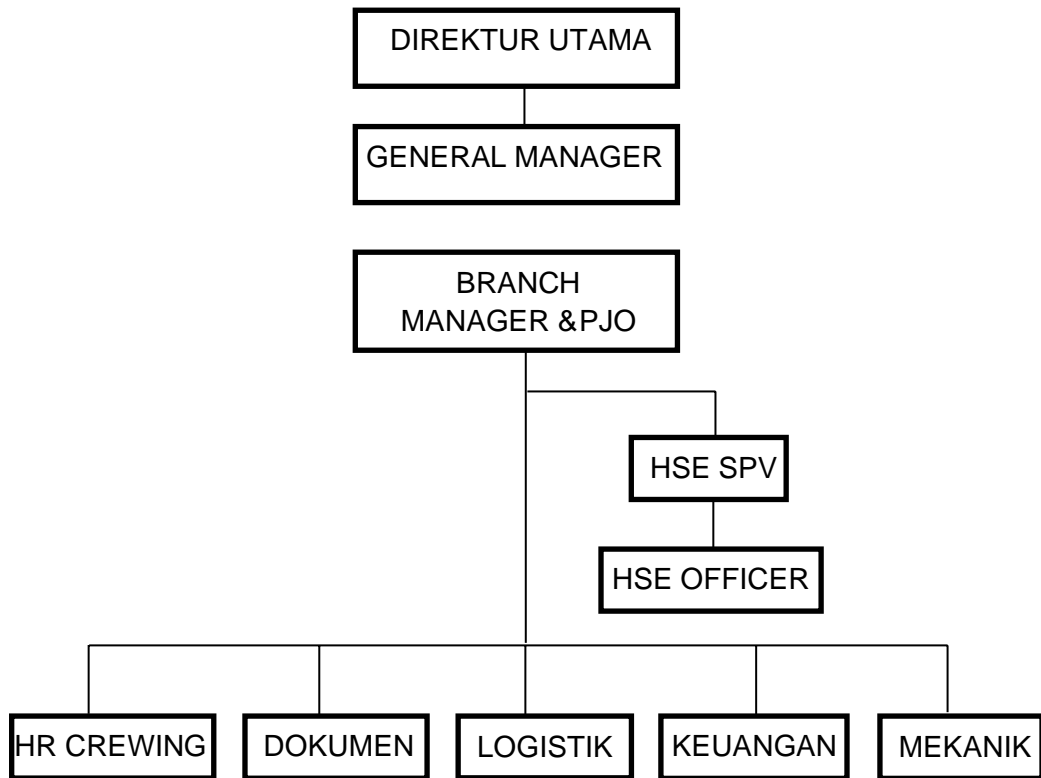 DIREKTUR UTAMA
GENERAL MANAGER
BRANCH
MANAGER &PJO
HSE SPV
HSE OFFICER
HR CREWING
DOKUMEN
LOGISTIK
KEUANGAN
MEKANIK